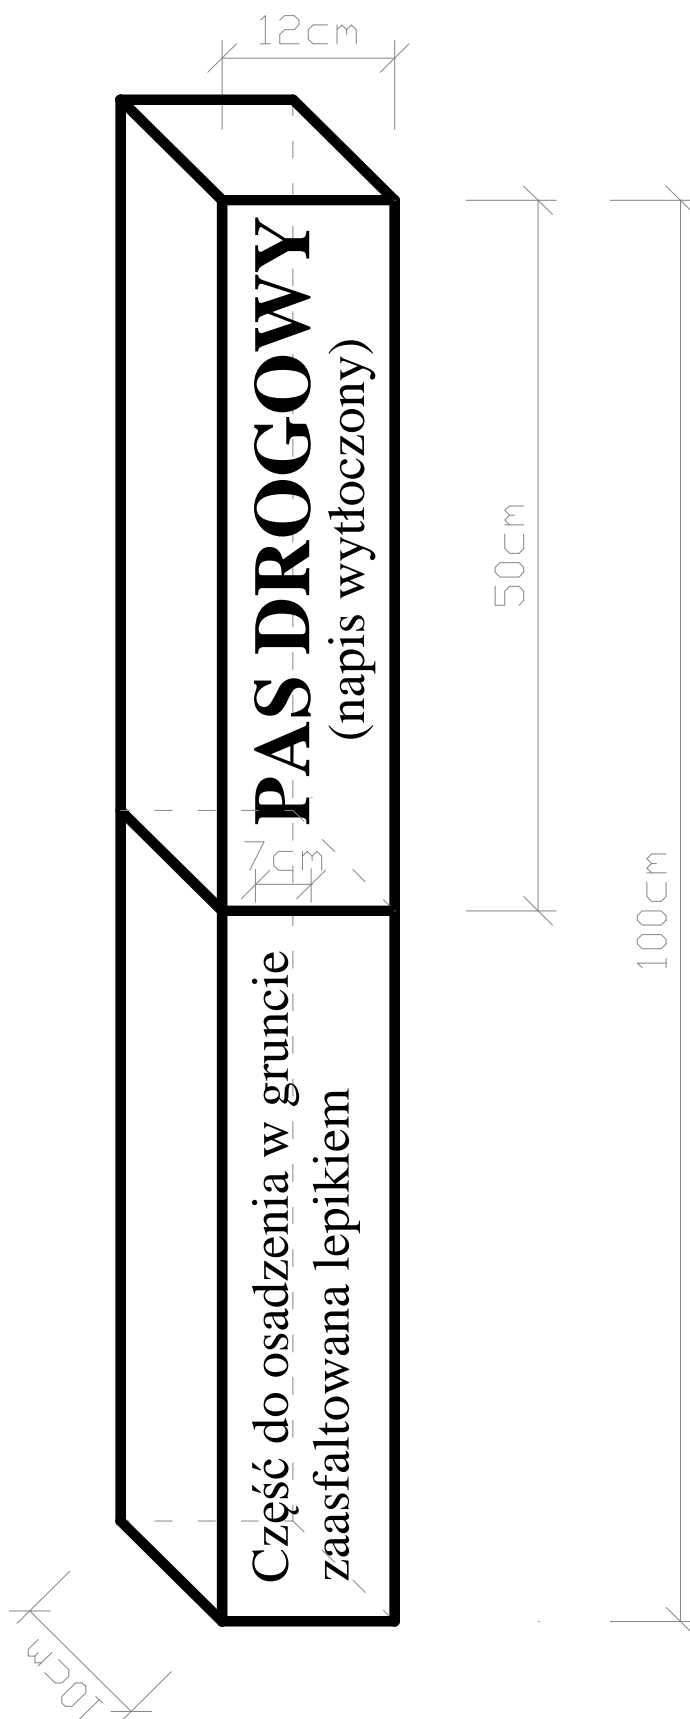 12cm
PAS DROGOWY
(napis wytłoczony)
50cm
7cm
100cm
Część do osadzenia w gruncie
zaasfaltowana lepikiem
10cm